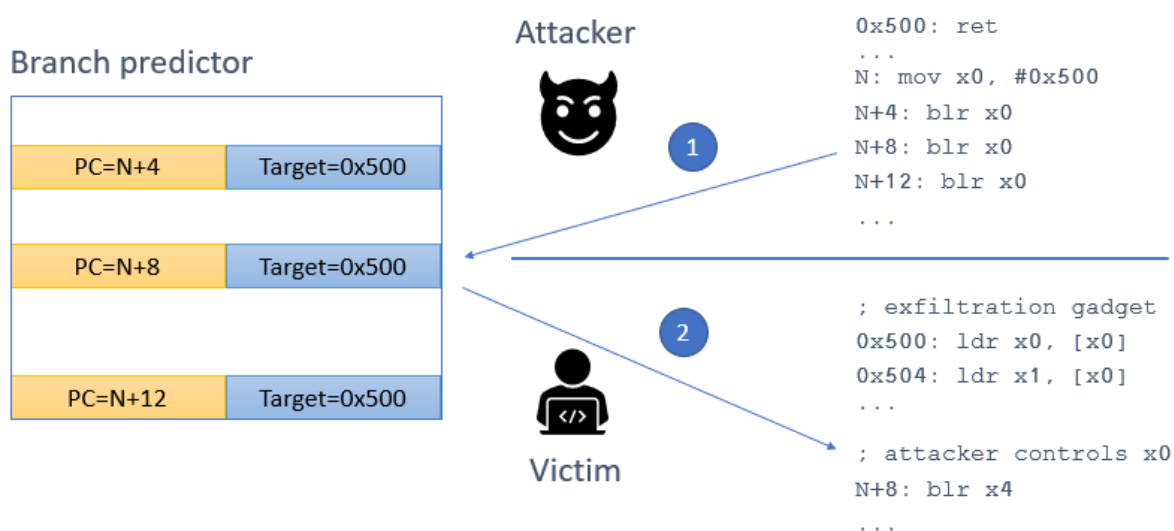 Branch predictor
PC=N+4 Target=0x500
PC=N+8 Target=0x500
PC=N+12 Target=0x500
Attacker
1
0x500: ret
...
N: mov x0, #0x500
N+4: blr x0
N+8: blr x0
N+12: blr x0
...
2
</>
Victim
; exfiltration gadget
0x500: ldr x0, [x0]
0x504: ldr x1, [x0]
...
; attacker controls x0
N+8: blr x4
...